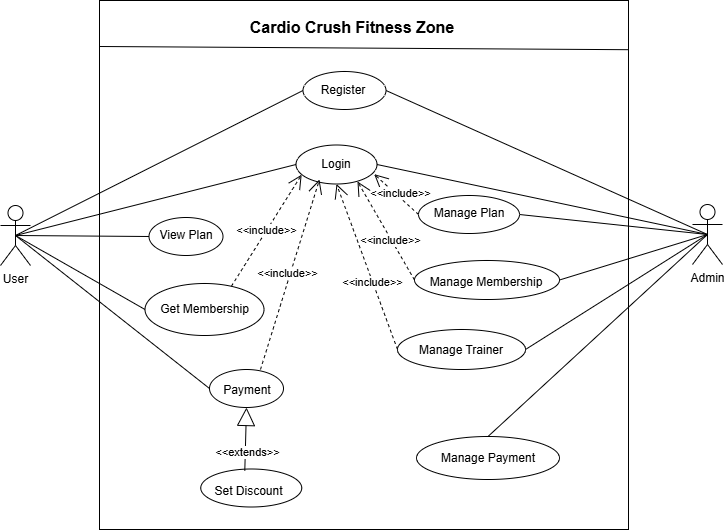 Cardio Crush Fitness Zone
Register
Login
<<include>>
Manage Plan
View Plan
<<include>>
<<include>>
User
Admin
<<include>>
<<include>>
Manage Membership
Get Membership
Manage Trainer
Payment
<<extends>>
Manage Payment
Set Discount